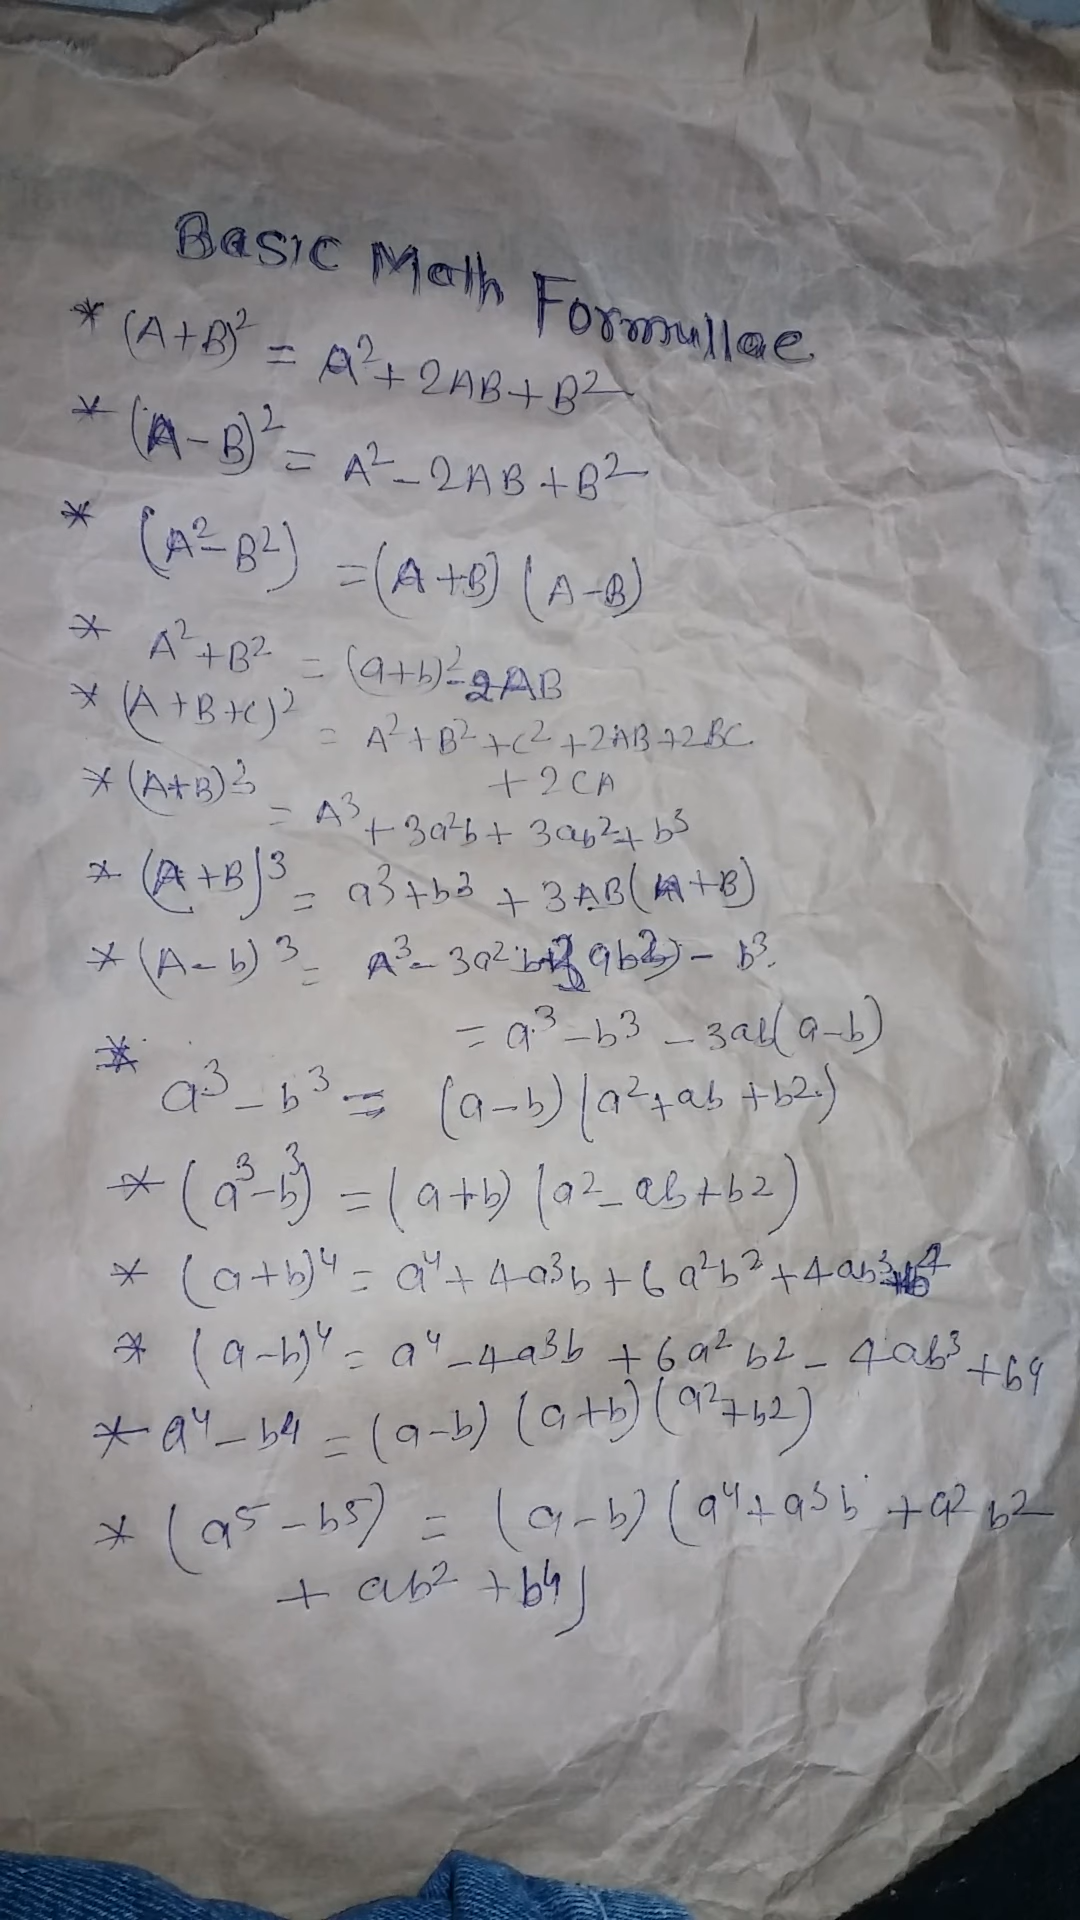 Basic Math Formullae
* (A+B)² = A²+2AB+B²
* (A-B)² = A²-2AB+B²
* (A²-B²) = (A+B) (A-B)
* A²+B² = (a+b)²-2AB
* (A+B+C)² = A²+B²+C²+2AB+2BC
+2CA
* (A+B)³ = A³+3a²b+3ab²+b³
* (A+B)³ = a³+b³+3AB(A+B)
* (A-b)³ = A³-3a²b+3ab²)-b³.
= a³-b³-3ab(a-b)
* a³-b³ = (a-b)(a²+ab+b²)
* (a³-b³) = (a+b)(a²-ab+b²)
* (a+b)⁴ = a⁴+4a³b+6a²b²+4ab³+b⁴
* (a-b)⁴ = a⁴-4a³b+6a²b²-4ab³+b4
* a⁴-b4 = (a-b)(a+b)(a²+b2)
* (a⁵-b⁵) = (a-b)(a⁴+a³b+a²b²
+ab²+b⁴)